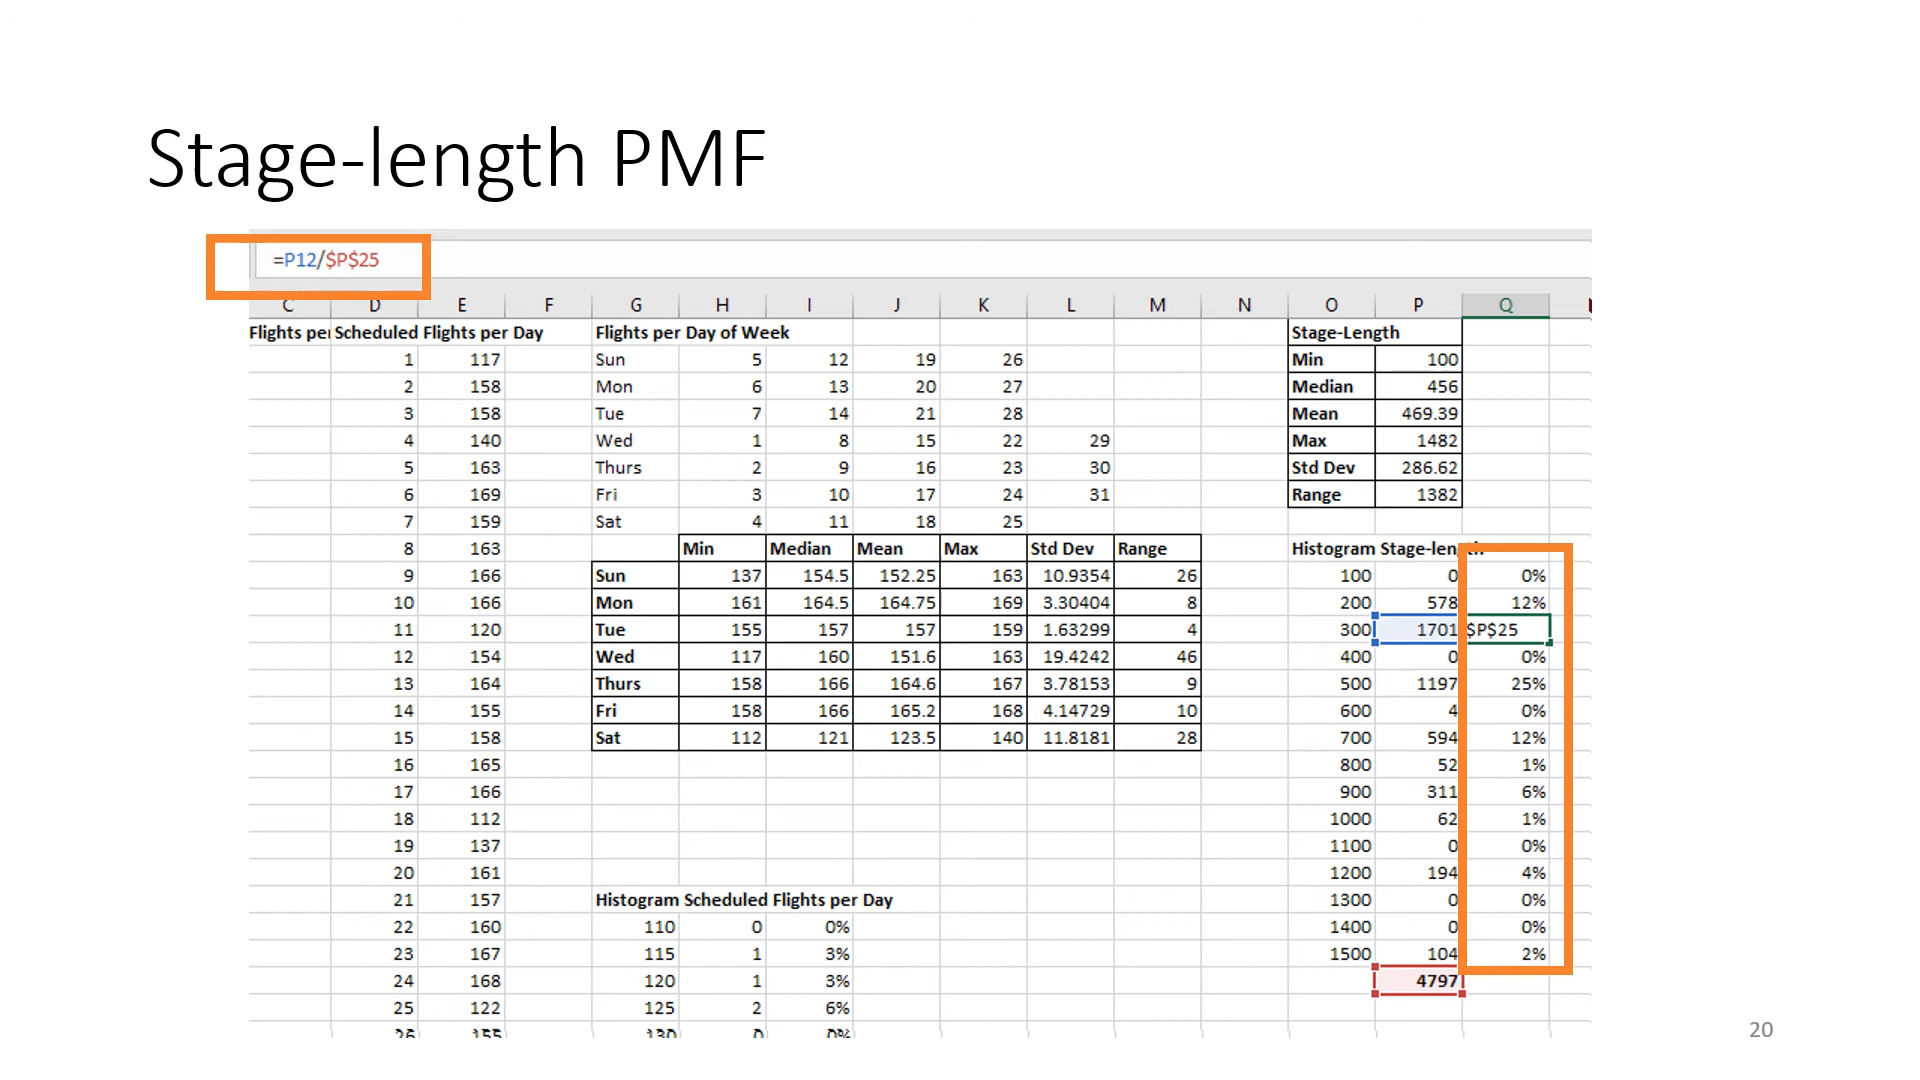 Stage-length PMF
=P12/$P$25
C D E F G H I J K L M N O P Q
Flights per Scheduled Flights per Day Flights per Day of Week Stage-Length
1 117 Sun 5 12 19 26 Min 100
2 158 Mon 6 13 20 27 Median 456
3 158 Tue 7 14 21 28 Mean 469.39
4 140 Wed 1 8 15 22 29 Max 1482
5 163 Thurs 2 9 16 23 30 Std Dev 286.62
6 169 Fri 3 10 17 24 31 Range 1382
7 159 Sat 4 11 18 25
8 163 Min Median Mean Max Std Dev Range Histogram Stage-length
9 166 Sun 137 154.5 152.25 163 10.9354 26 100 0 0%
10 166 Mon 161 164.5 164.75 169 3.30404 8 200 578 12%
11 120 Tue 155 157 157 159 1.63299 4 300 1701 $P$25
12 154 Wed 117 160 151.6 163 19.4242 46 400 0 0%
13 164 Thurs 158 166 164.6 167 3.78153 9 500 1197 25%
14 155 Fri 158 166 165.2 168 4.14729 10 600 4 0%
15 158 Sat 112 121 123.5 140 11.8181 28 700 594 12%
16 165 800 52 1%
17 166 900 311 6%
18 112 1000 62 1%
19 137 1100 0 0%
20 161 1200 194 4%
21 157 Histogram Scheduled Flights per Day 1300 0 0%
22 160 110 0 0% 1400 0 0%
23 167 115 1 3% 1500 104 2%
24 168 120 1 3% 4797
25 122 125 2 6%
26 155 130 0 0%
20